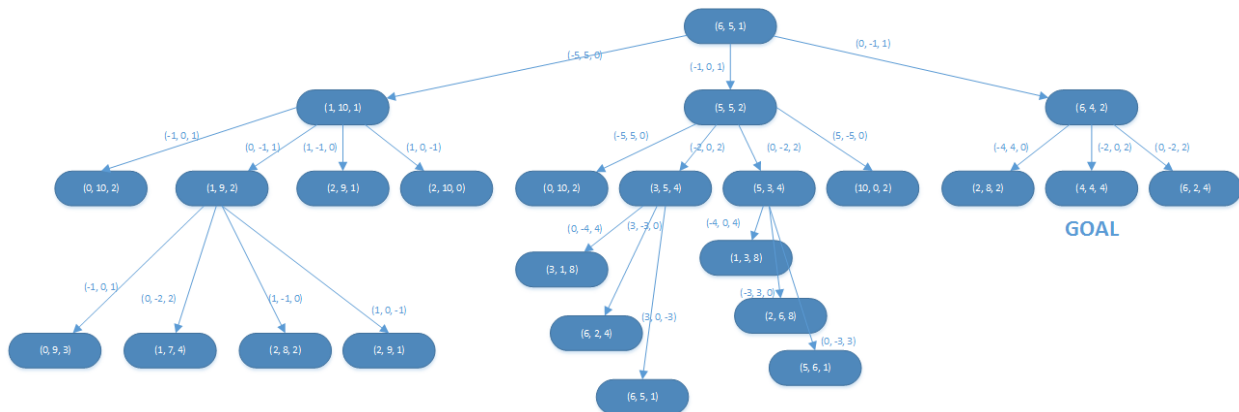 (6, 5, 1)
(-5, 5, 0)
(-1, 0, 1)
(0, -1, 1)
(1, 10, 1)
(5, 5, 2)
(6, 4, 2)
(-1, 0, 1)
(0, -1, 1)
(1, -1, 0)
(1, 0, -1)
(-5, 5, 0)
(-2, 0, 2)
(0, -2, 2)
(5, -5, 0)
(-4, 4, 0)
(-2, 0, 2)
(0, -2, 2)
(0, 10, 2)
(1, 9, 2)
(2, 9, 1)
(2, 10, 0)
(0, 10, 2)
(3, 5, 4)
(5, 3, 4)
(10, 0, 2)
(2, 8, 2)
(4, 4, 4)
(6, 2, 4)
GOAL
(0, -4, 4)
(3, -3, 0)
(-4, 0, 4)
(3, 1, 8)
(1, 3, 8)
(-1, 0, 1)
(0, -2, 2)
(1, -1, 0)
(1, 0, -1)
(-3, 3, 0)
(3, 0, -3)
(2, 6, 8)
(6, 2, 4)
(0, -3, 3)
(0, 9, 3)
(1, 7, 4)
(2, 8, 2)
(2, 9, 1)
(5, 6, 1)
(6, 5, 1)